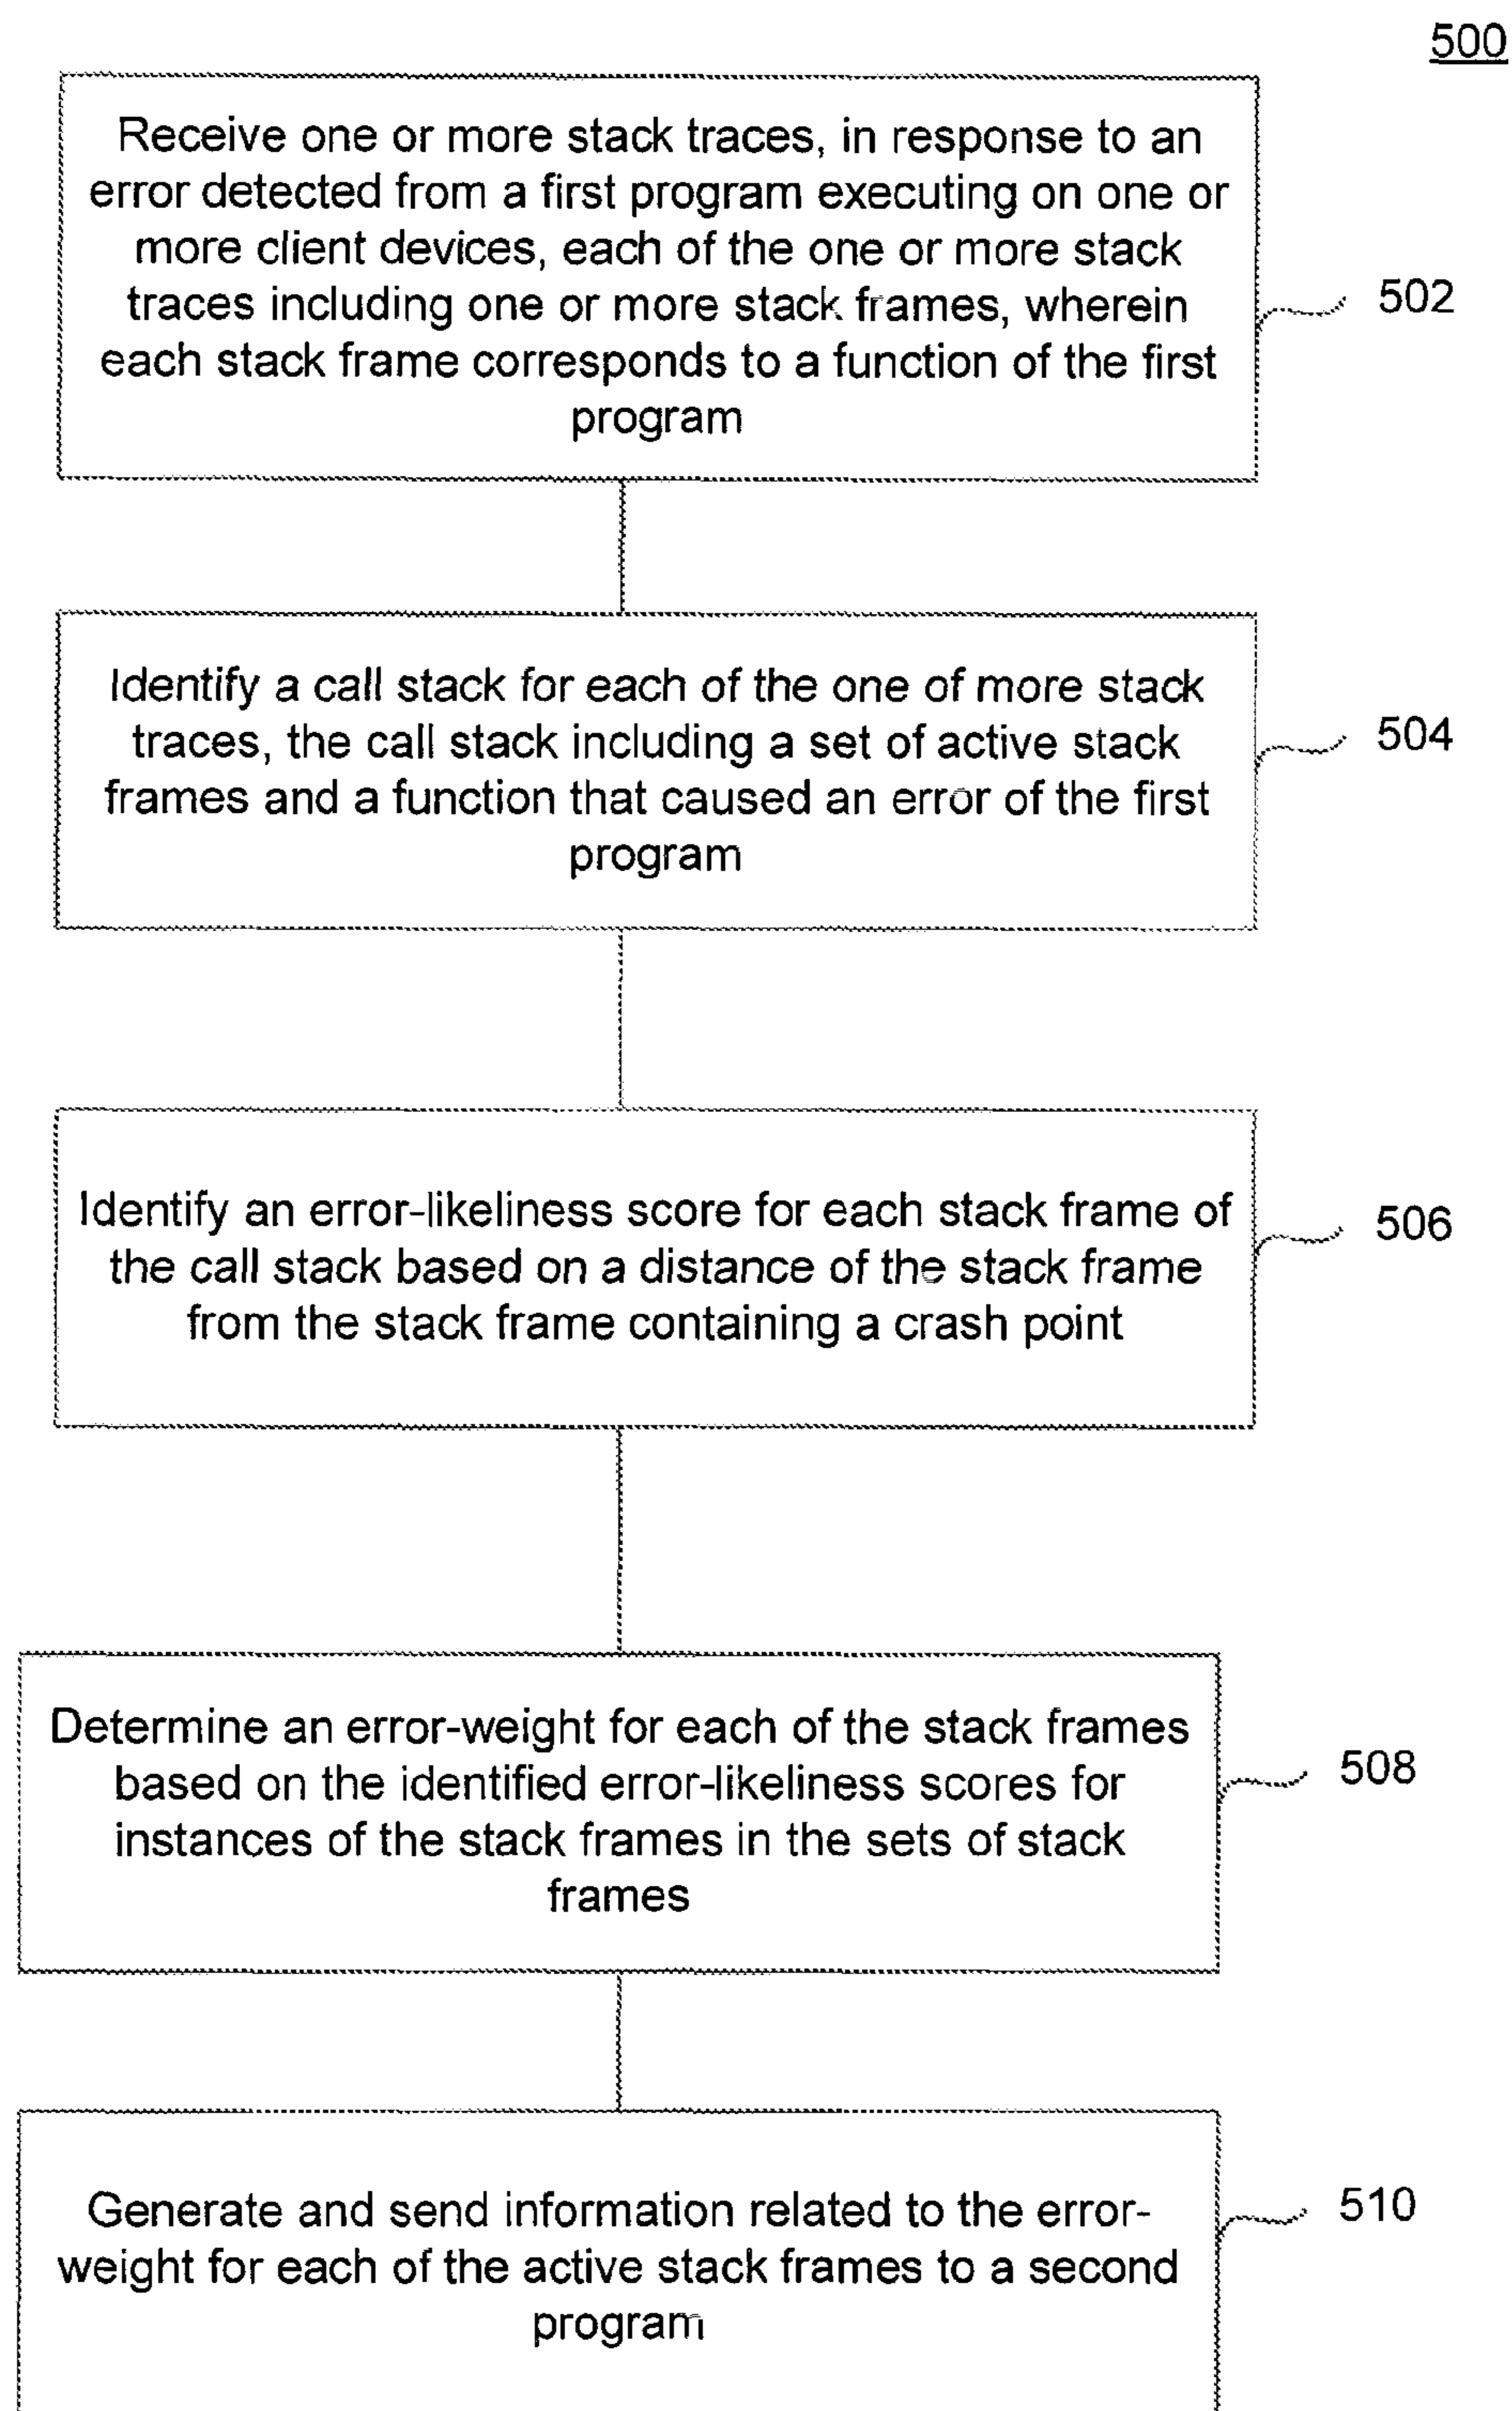 500
Receive one or more stack traces, in response to an
error detected from a first program executing on one or
more client devices, each of the one or more stack
traces including one or more stack frames, wherein
each stack frame corresponds to a function of the first
program
502
Identify a call stack for each of the one of more stack
traces, the call stack including a set of active stack
frames and a function that caused an error of the first
program
504
Identify an error-likeliness score for each stack frame of
the call stack based on a distance of the stack frame
from the stack frame containing a crash point
506
Determine an error-weight for each of the stack frames
based on the identified error-likeliness scores for
instances of the stack frames in the sets of stack
frames
508
Generate and send information related to the error-
weight for each of the active stack frames to a second
program
510